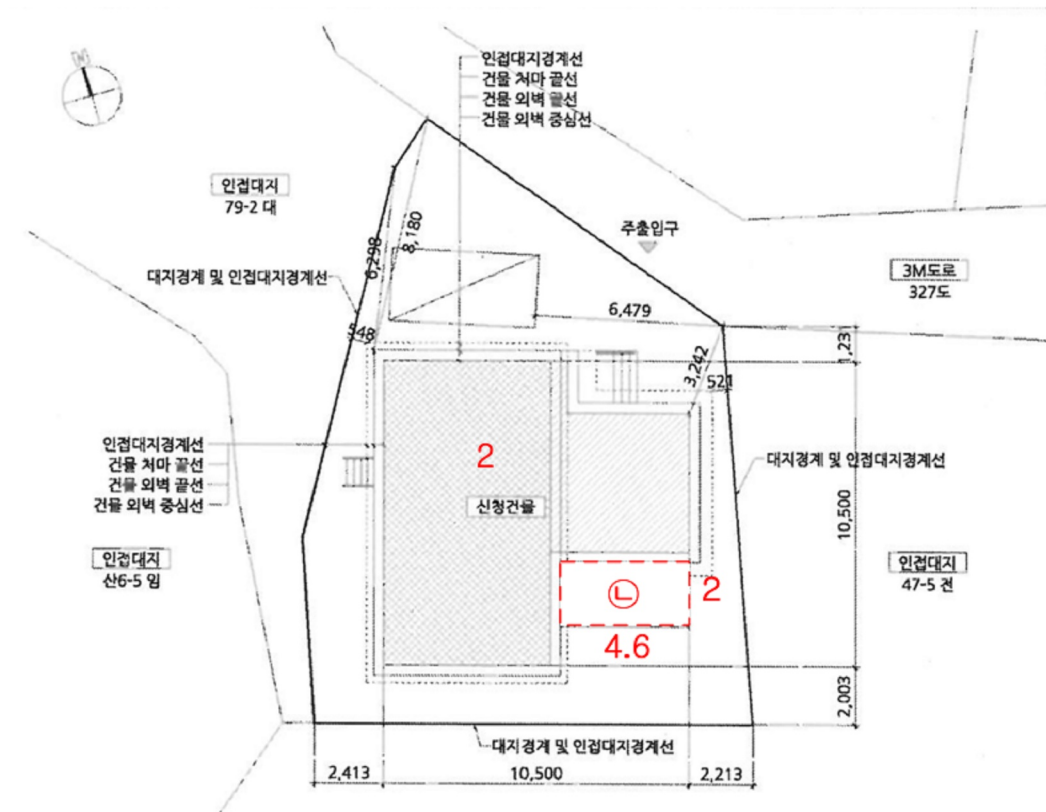 N
인접대지경계선
건물 처마 끝선
건물 외벽 끝선
건물 외벽 중심선
인접대지
79-2 대
대지경계 및 인접대지경계선
6,298
8,180
548
주출입구
3M도로
327도
6,479
1,231
3,242
521
인접대지경계선
건물 처마 끝선
건물 외벽 끝선
건물 외벽 중심선
2
신청건물
대지경계 및 인접대지경계선
10,500
인접대지
산6-5 임
인접대지
47-5 전
㉡
2
4.6
2,003
대지경계 및 인접대지경계선
2,413
10,500
2,213